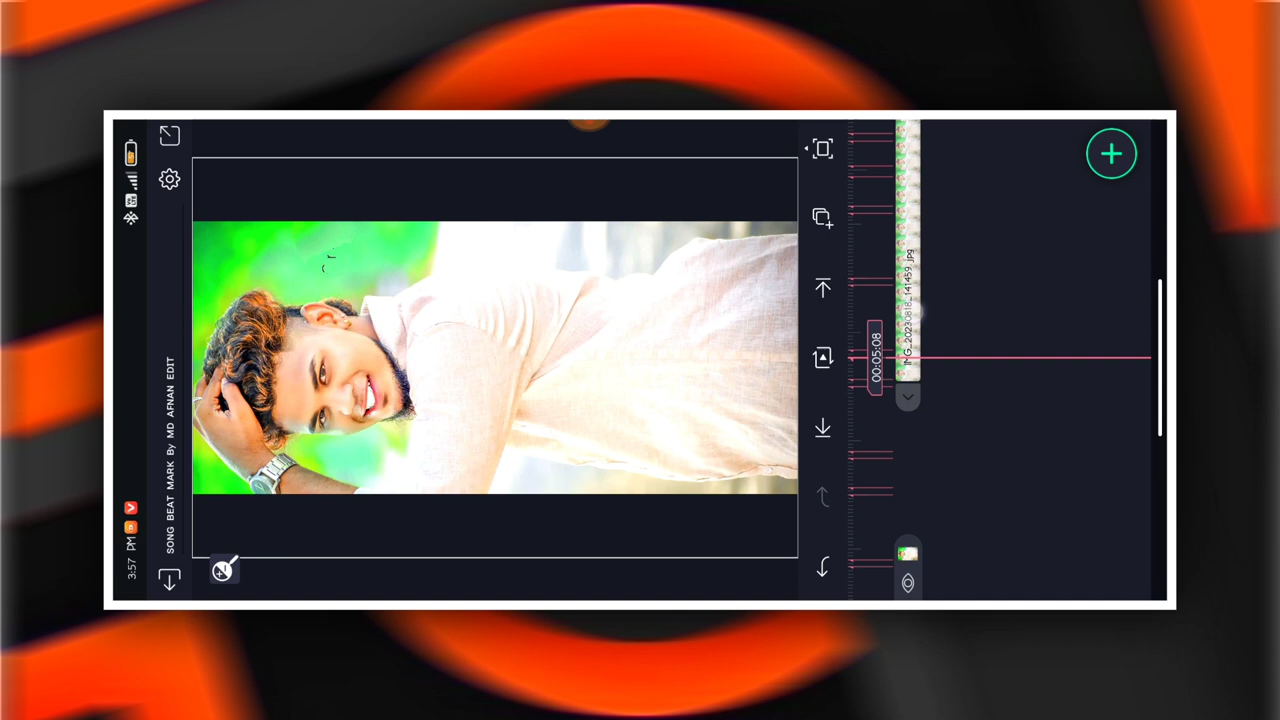 3:57 PM
SONG BEAT MARK By MD AFNAN EDIT
00:05:08
IMG_20230818_141459.jpg